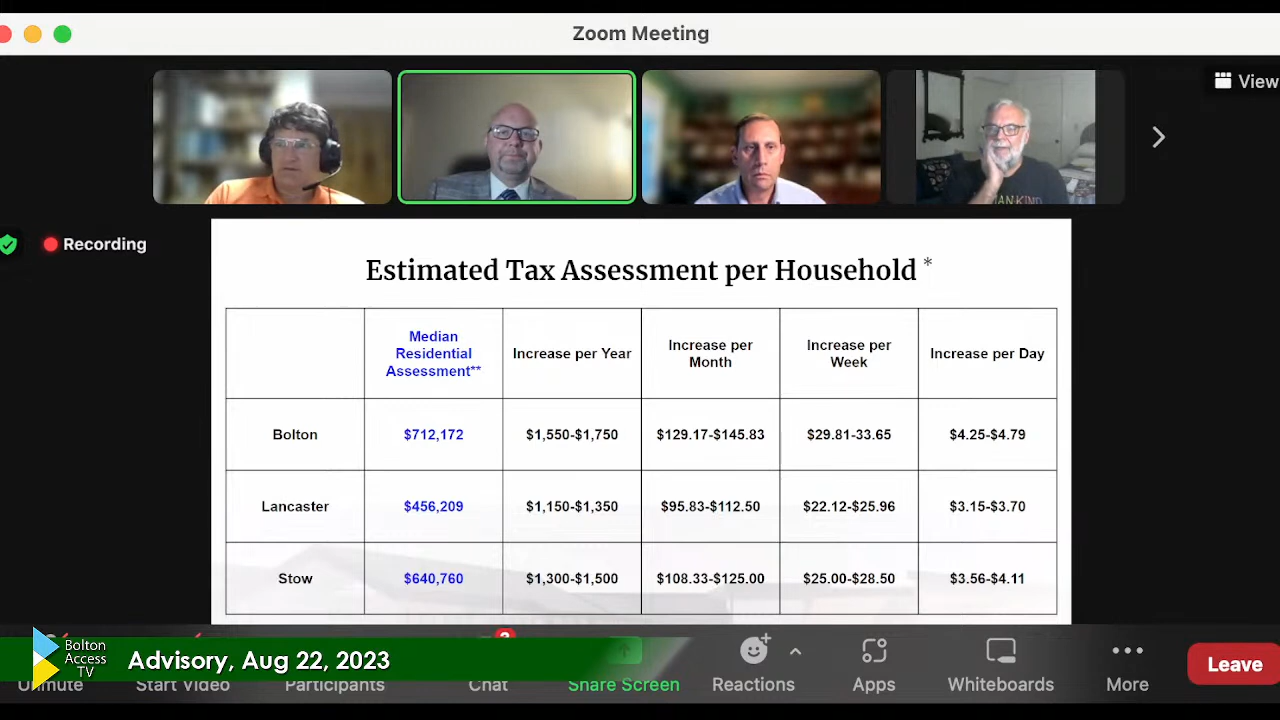 Zoom Meeting
View
MAN·KIND
Recording
Estimated Tax Assessment per Household *
Median
Residential
Assessment**
Increase per Year
Increase per
Month
Increase per
Week
Increase per Day
Bolton
$712,172
$1,550-$1,750
$129.17-$145.83
$29.81-33.65
$4.25-$4.79
Lancaster
$456,209
$1,150-$1,350
$95.83-$112.50
$22.12-$25.96
$3.15-$3.70
Stow
$640,760
$1,300-$1,500
$108.33-$125.00
$25.00-$28.50
$3.56-$4.11
Bolton
Access
TV
Advisory, Aug 22, 2023
Unmute
Start Video
Participants
Chat
Share Screen
Reactions
Apps
Whiteboards
More
Leave